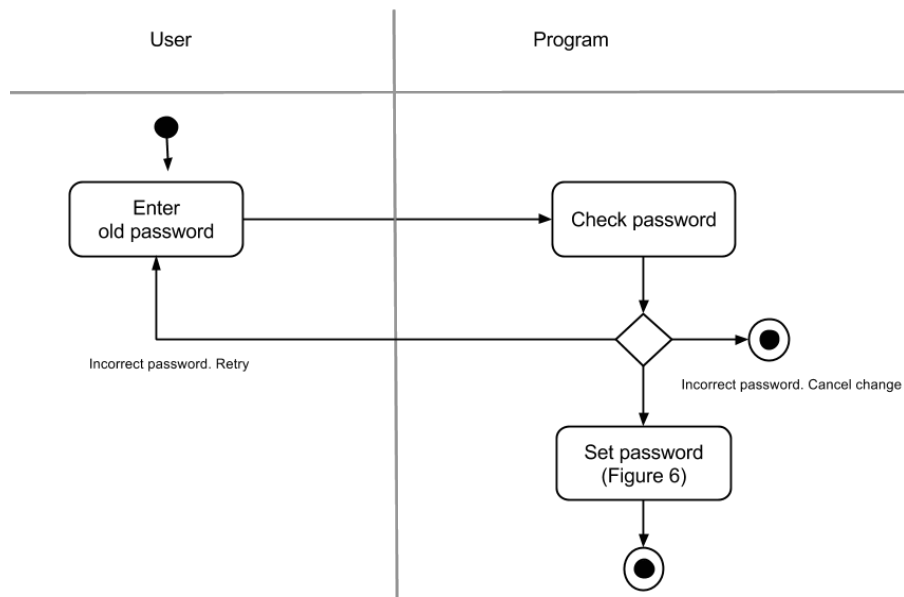 User
Program
Enter
old password
Check password
Incorrect password. Retry
Incorrect password. Cancel change
Set password
(Figure 6)